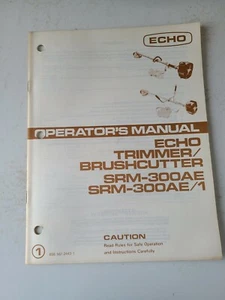 ECHO
OPERATOR'S MANUAL
ECHO
TRIMMER/
BRUSHCUTTER
SRM-300AE
SRM-300AE/1
CAUTION
Read Rules for Safe Operation
and Instructions Carefully
1